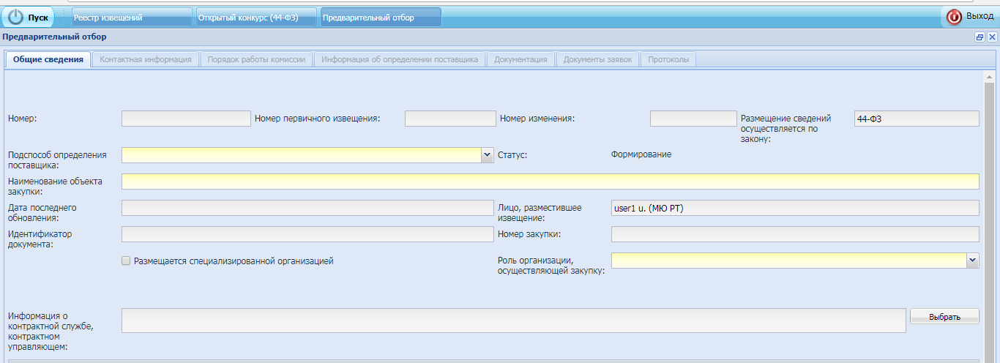 Пуск
Реестр извещений
Открытый конкурс (44-ФЗ)
Предварительный отбор
Выход
Предварительный отбор
Общие сведения
Контактная информация
Порядок работы комиссии
Информация об определении поставщика
Документация
Документы заявок
Протоколы
Номер:
Номер первичного извещения:
Номер изменения:
Размещение сведений
осуществляется по
закону:
44-ФЗ
Подспособ определения
поставщика:
Статус:
Формирование
Наименование объекта
закупки:
Дата последнего
обновления:
Лицо, разместившее
извещение:
user1 u. (МЮ РТ)
Идентификатор
документа:
Номер закупки:
Размещается специализированной организацией
Роль организации,
осуществляющей закупку:
Информация о
контрактной службе,
контрактном
управляющем:
Выбрать